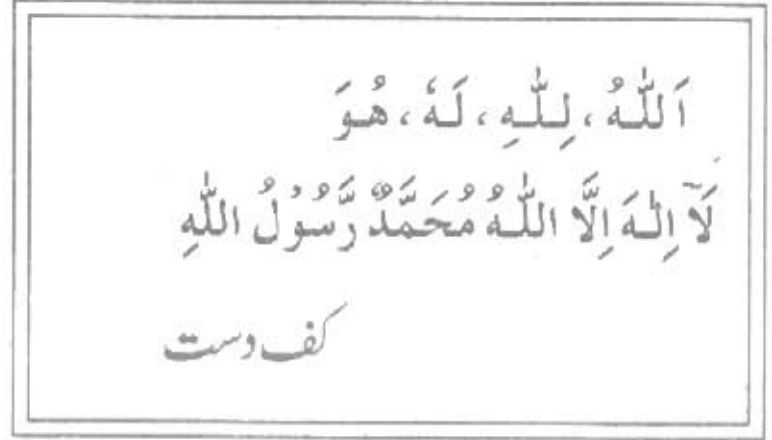 اَللّٰهُ ، لِلّٰهِ ، لَهٗ ، هُوَ
لَآ اِلٰهَ اِلَّا اللّٰهُ مُحَمَّدٌ رَّسُوْلُ اللّٰهِ
کف دست